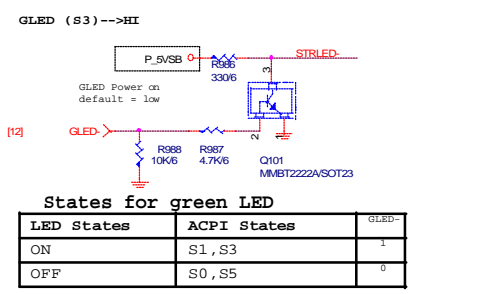 GLED (S3)-->HI
P_5VSB
R986
330/6
STRLED-
3
GLED Power on
default = low
[12]
GLED-
R988
10K/6
R987
4.7K/6
2
1
Q101
MMBT2222A/SOT23
States for green LED
LED States ACPI States GLED-
ON S1,S3 1
OFF S0,S5 0